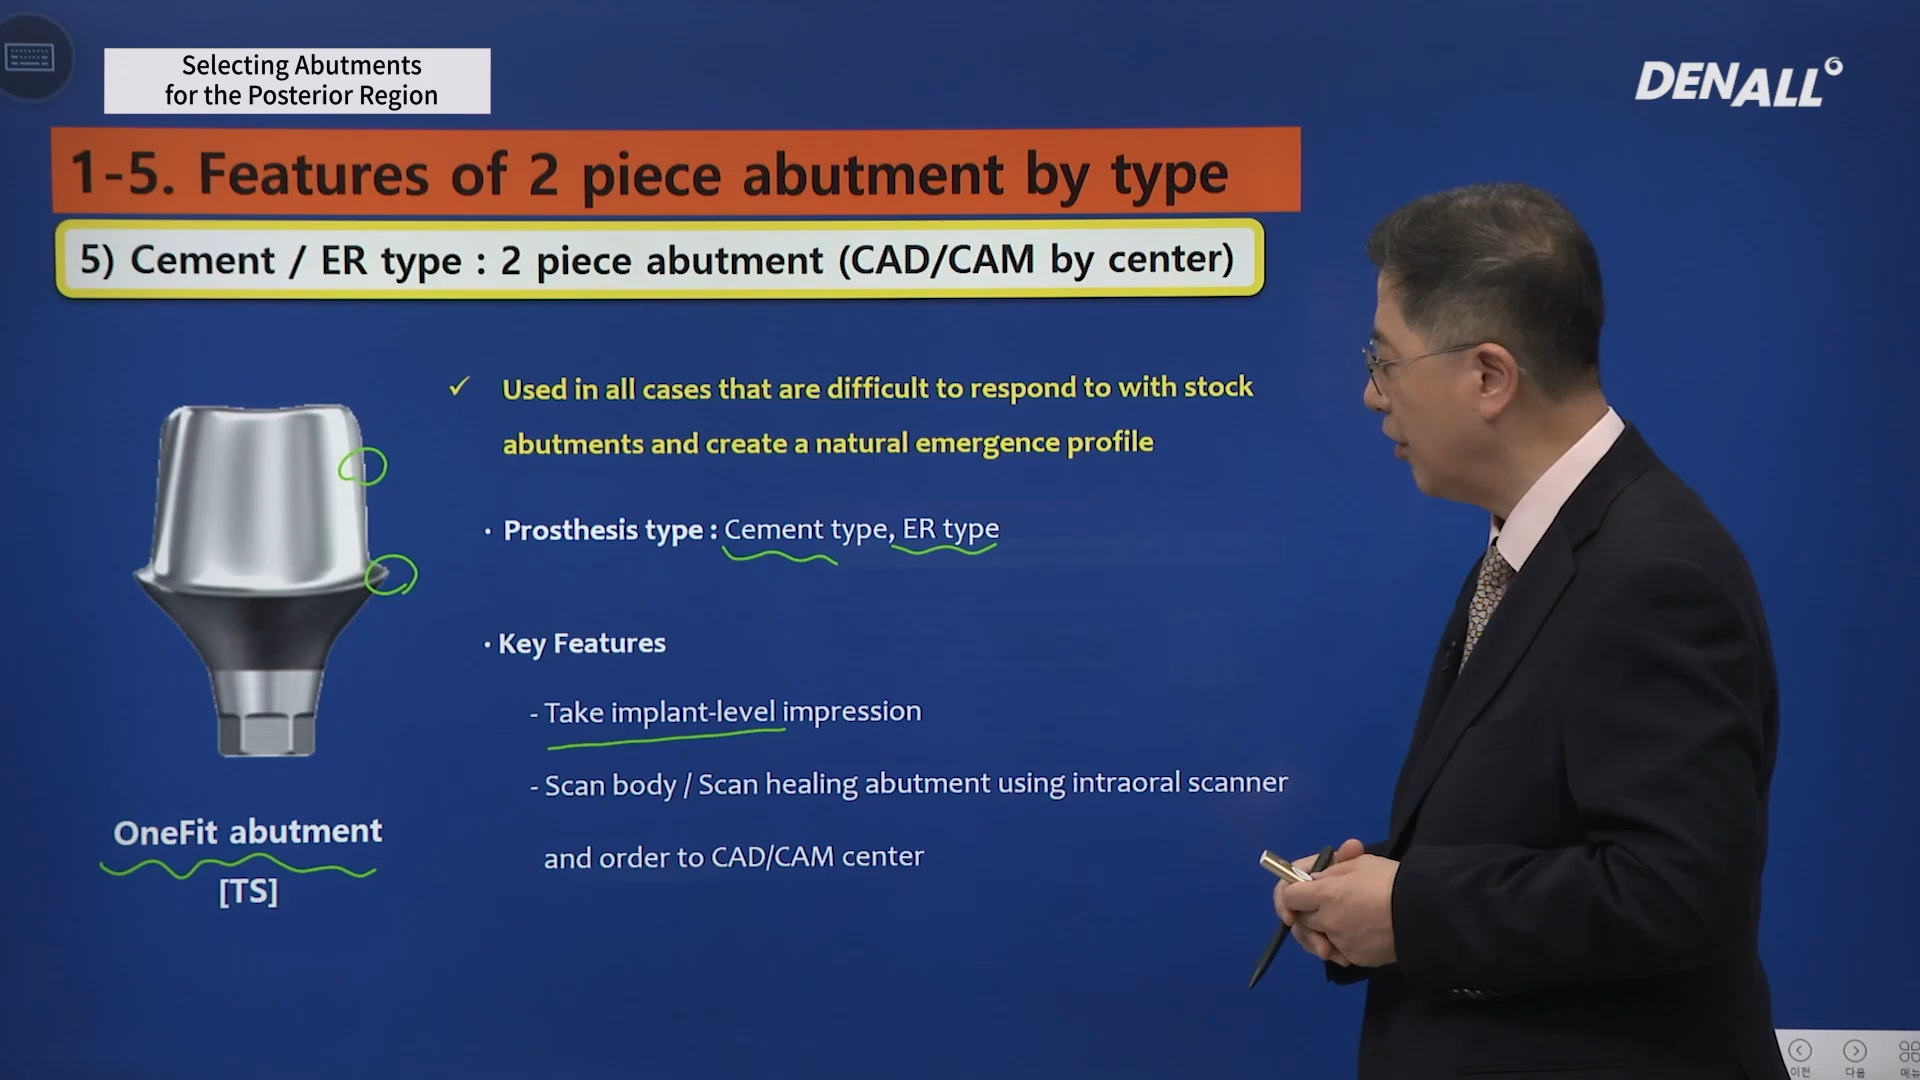 Selecting Abutments
for the Posterior Region
DENALL
1-5. Features of 2 piece abutment by type
5) Cement / ER type : 2 piece abutment (CAD/CAM by center)
✓ Used in all cases that are difficult to respond to with stock
abutments and create a natural emergence profile
· Prosthesis type : Cement type, ER type
· Key Features
- Take implant-level impression
- Scan body / Scan healing abutment using intraoral scanner
and order to CAD/CAM center
OneFit abutment
[TS]
이전 다음 메뉴